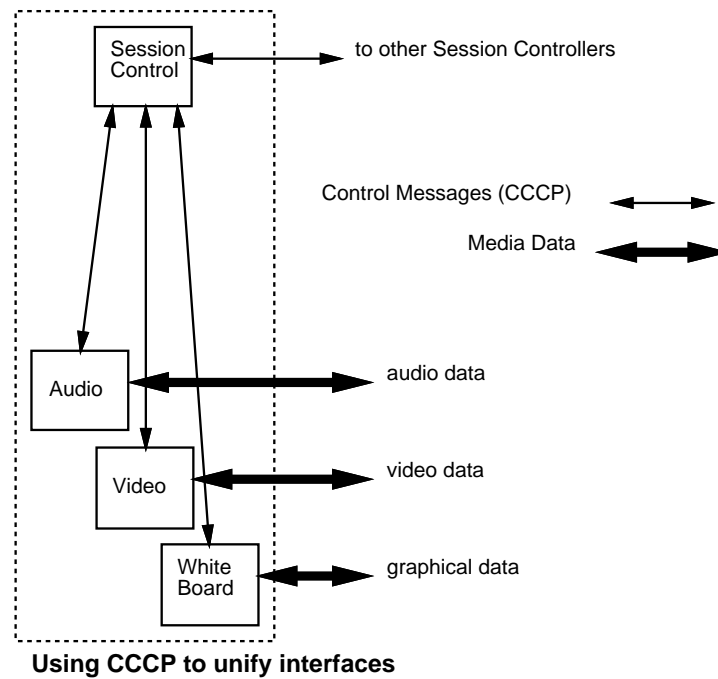 Session
Control
to other Session Controllers
Control Messages (CCCP)
Media Data
Audio
audio data
Video
video data
White
Board
graphical data
Using CCCP to unify interfaces